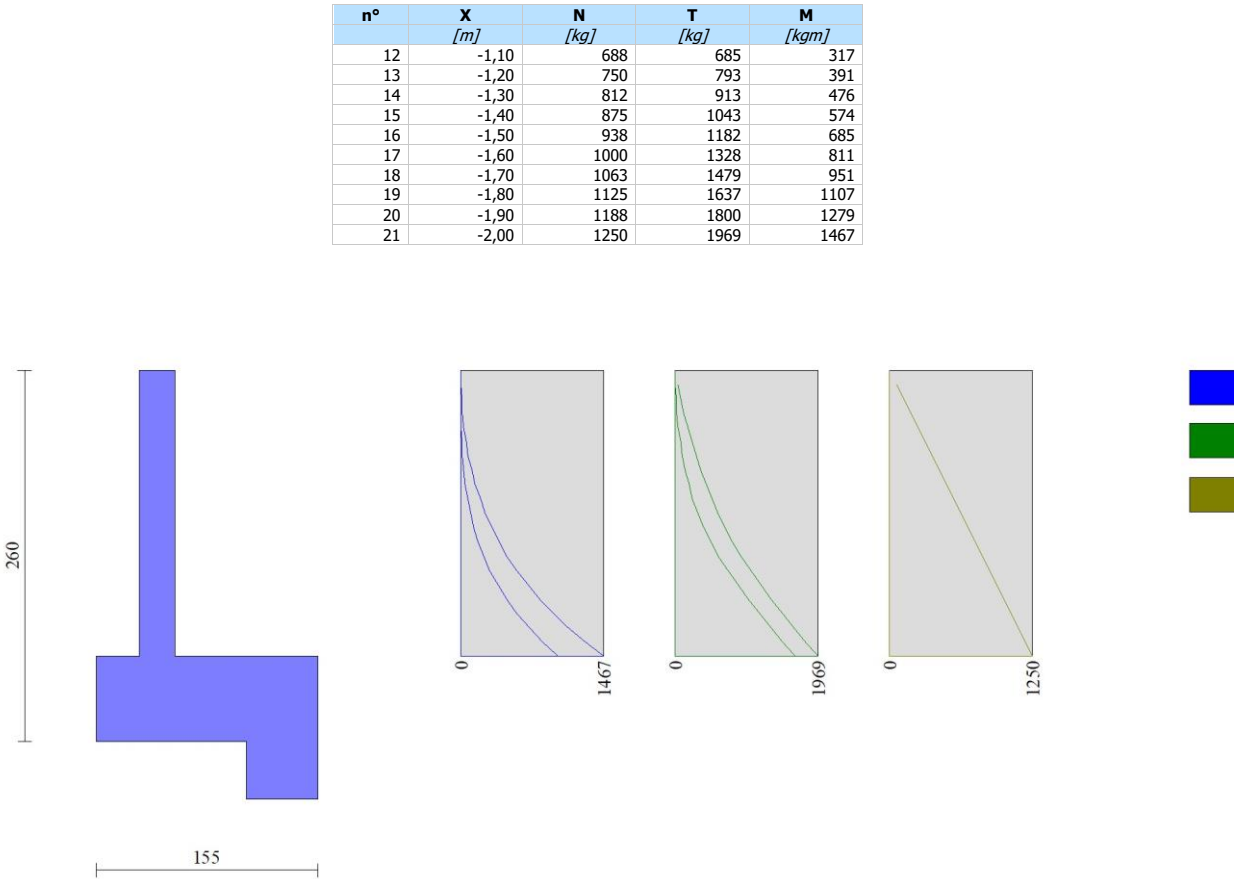 n° X N T M
[m] [kg] [kg] [kgm]
12 -1,10 688 685 317
13 -1,20 750 793 391
14 -1,30 812 913 476
15 -1,40 875 1043 574
16 -1,50 938 1182 685
17 -1,60 1000 1328 811
18 -1,70 1063 1479 951
19 -1,80 1125 1637 1107
20 -1,90 1188 1800 1279
21 -2,00 1250 1969 1467
260
0
1467
0
1969
0
1250
155